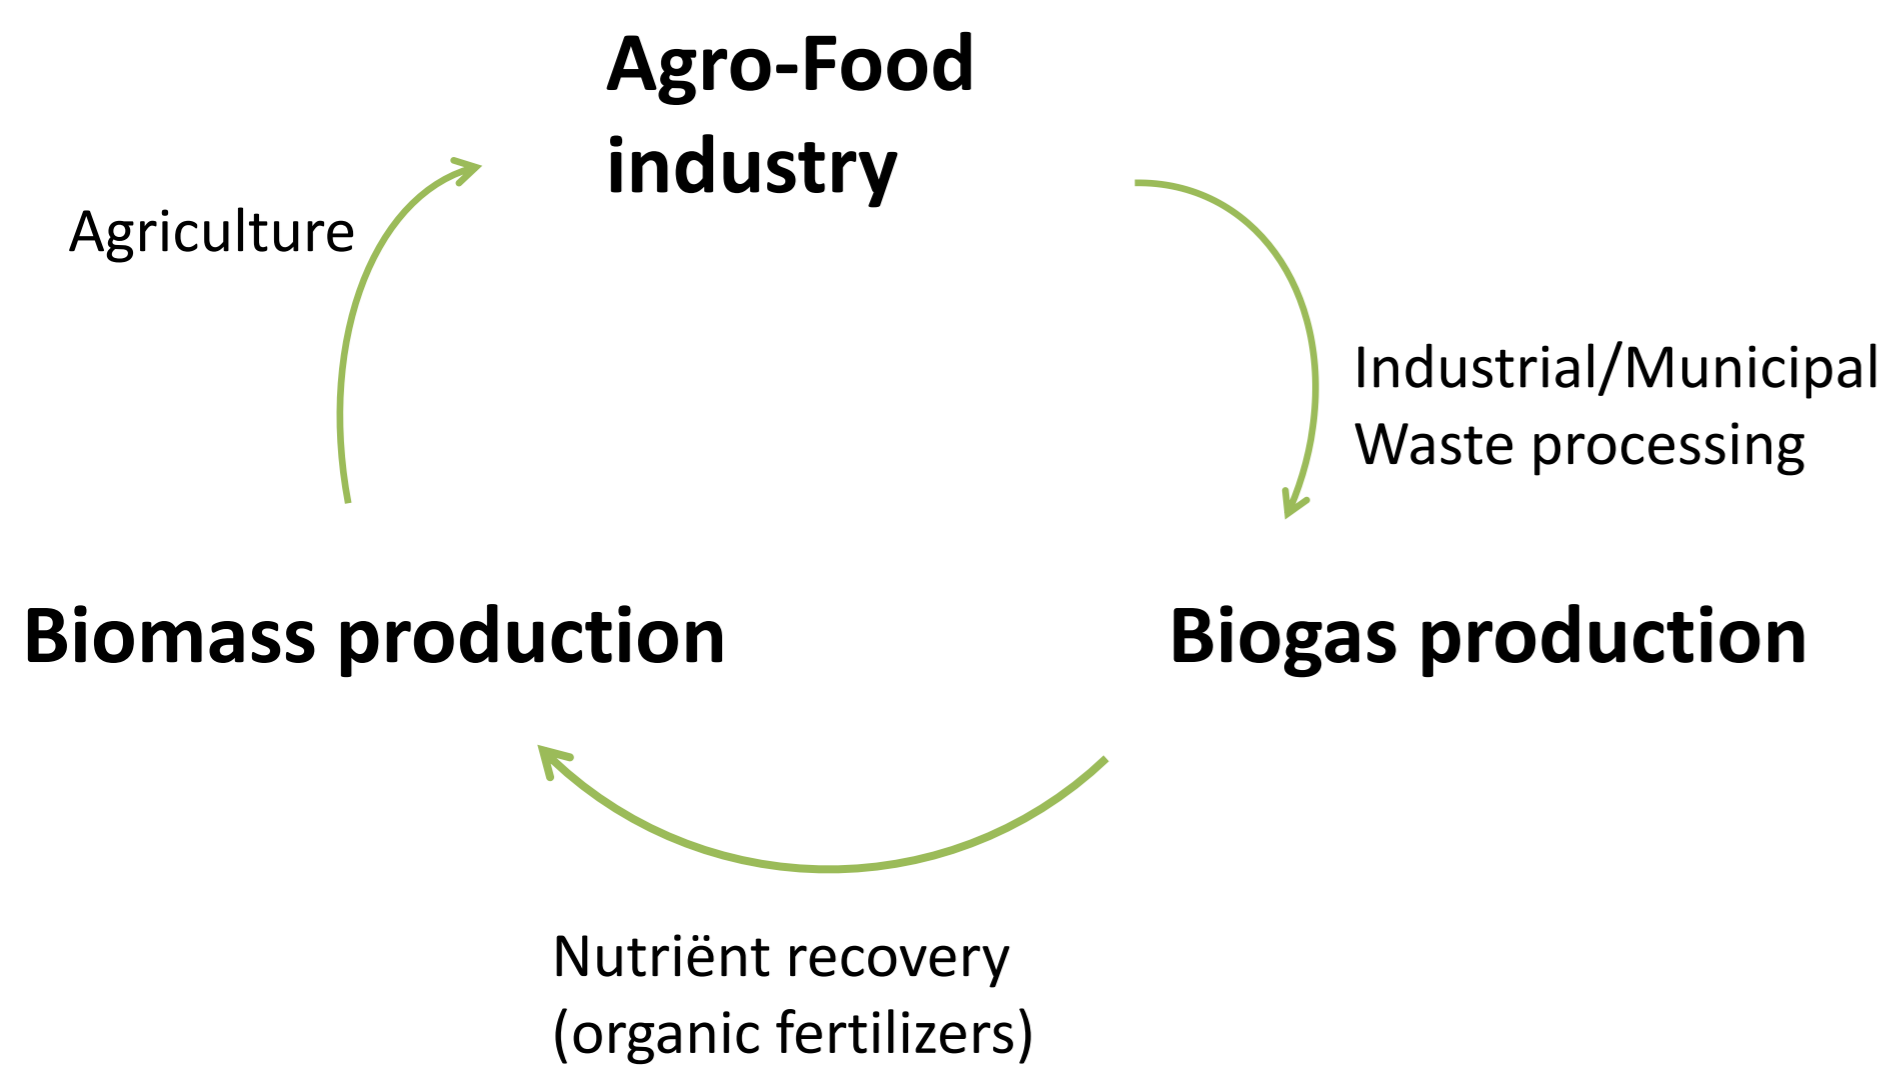 Agro-Food
industry
Agriculture
Industrial/Municipal
Waste processing
Biomass production
Biogas production
Nutriënt recovery
(organic fertilizers)